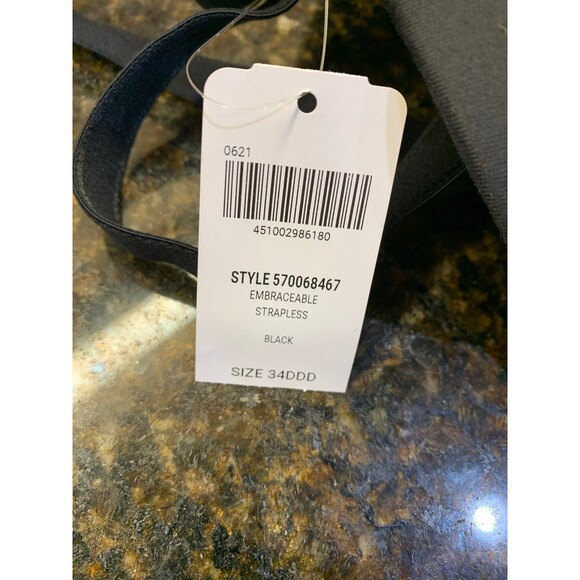 0621
451002986180
STYLE 570068467
EMBRACEABLE
STRAPLESS
BLACK
SIZE 34DDD